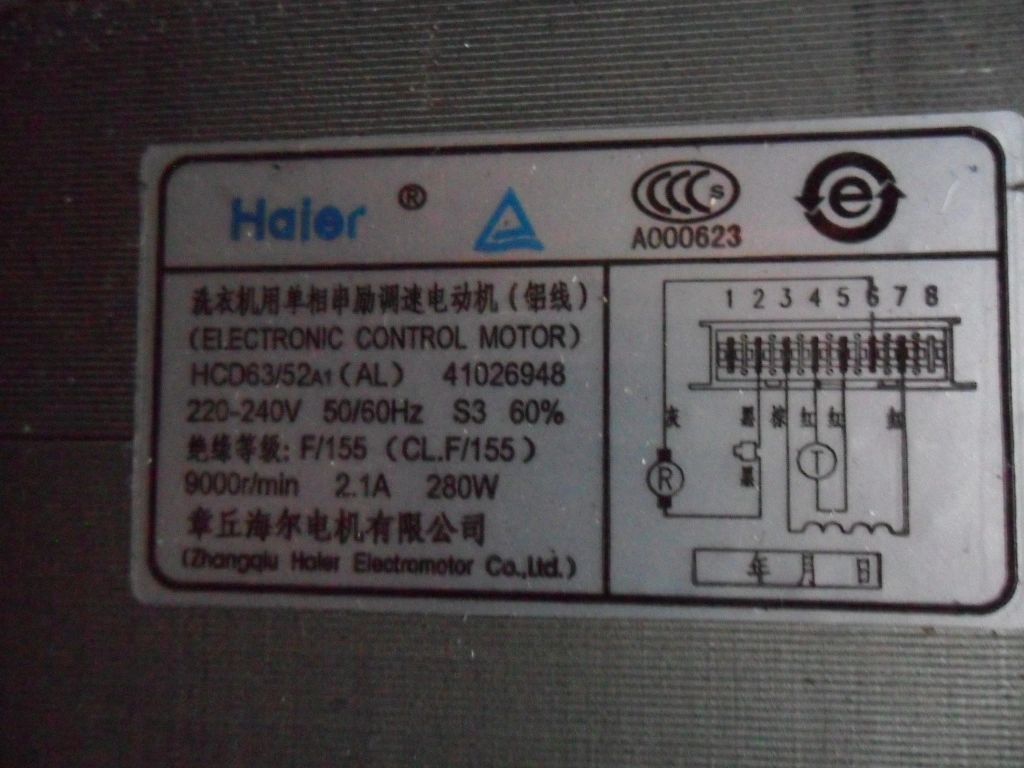 Haier ®
CCC S
e
A000623
洗衣机用单相串励调速电动机（铝线）
(ELECTRONIC CONTROL MOTOR)
HCD63/52A1 (AL) 41026948
220-240V 50/60Hz S3 60%
绝缘等级: F/155 (CL.F/155)
9000r/min 2.1A 280W
章丘海尔电机有限公司
(Zhangqiu Haier Electromotor Co.,Ltd.)
1 2 3 4 5 6 7 8
灰 黑 棕 红 红 红
R 黑 T
年 月 日